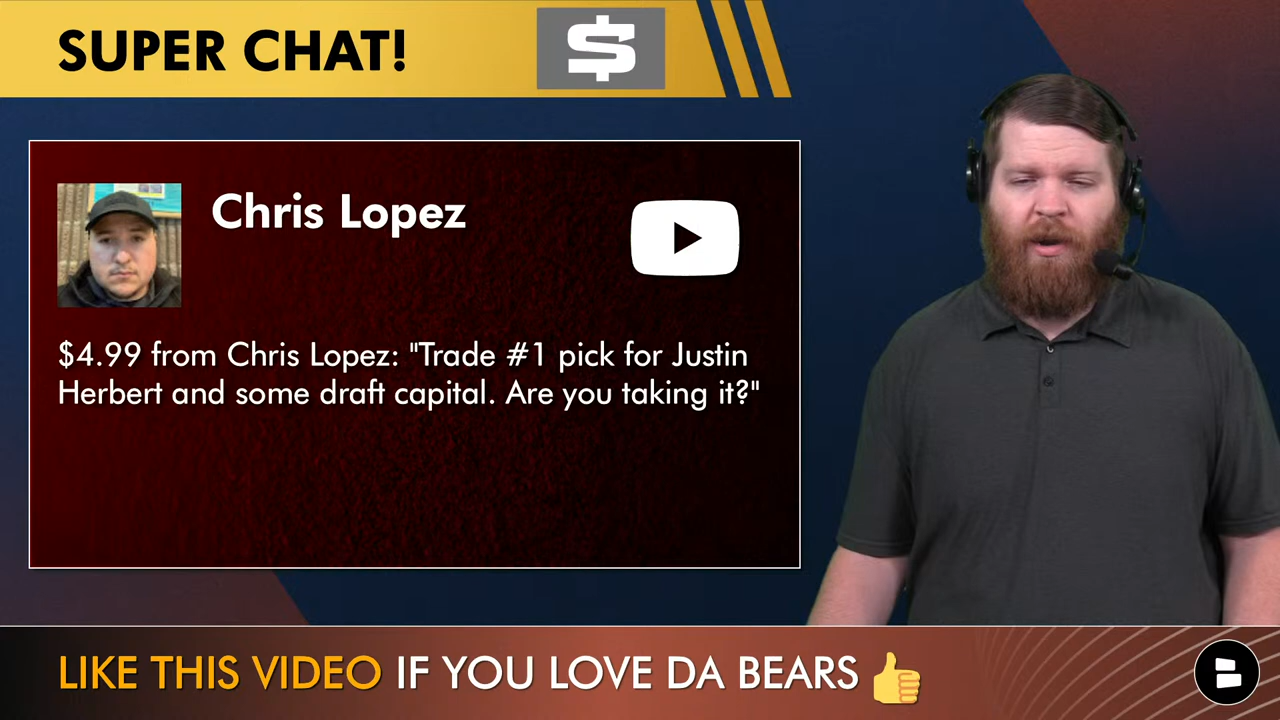 SUPER CHAT!
Chris Lopez
$4.99 from Chris Lopez: "Trade #1 pick for Justin
Herbert and some draft capital. Are you taking it?"
LIKE THIS VIDEO IF YOU LOVE DA BEARS